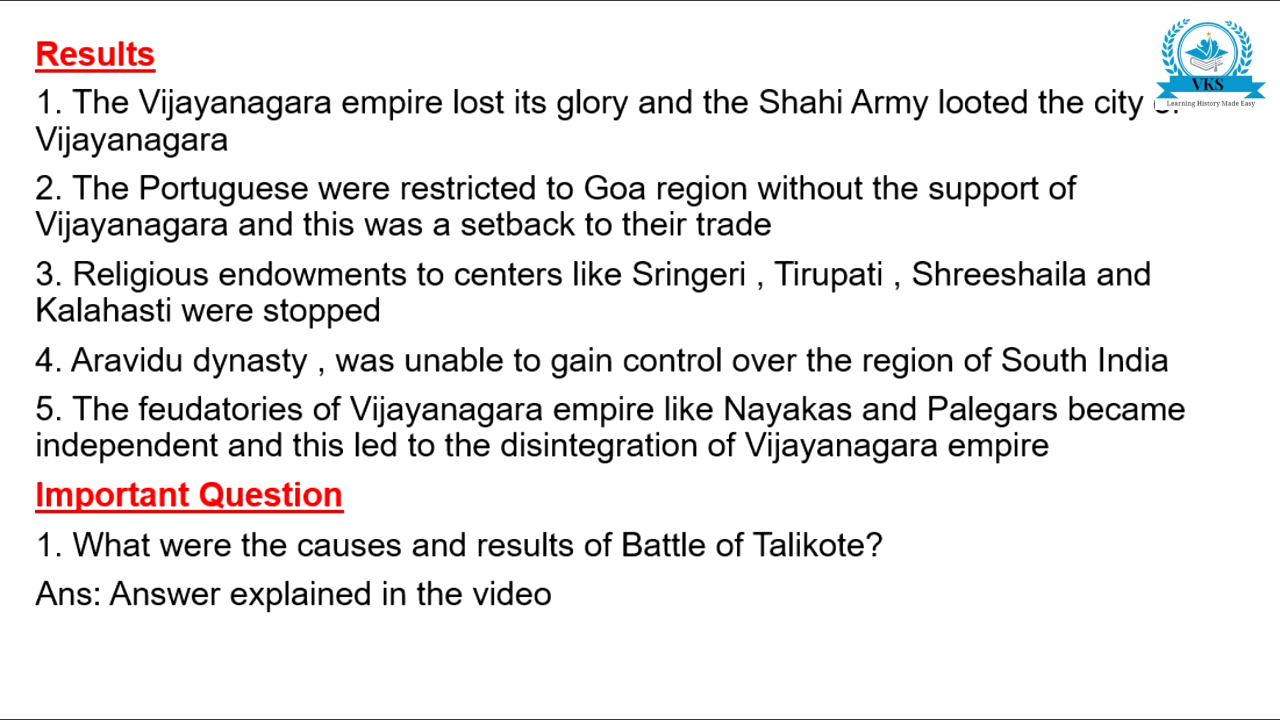 Results
1. The Vijayanagara empire lost its glory and the Shahi Army looted the city
Vijayanagara
2. The Portuguese were restricted to Goa region without the support of
Vijayanagara and this was a setback to their trade
3. Religious endowments to centers like Sringeri , Tirupati , Shreeshaila and
Kalahasti were stopped
4. Aravidu dynasty , was unable to gain control over the region of South India
5. The feudatories of Vijayanagara empire like Nayakas and Palegars became
independent and this led to the disintegration of Vijayanagara empire
Important Question
1. What were the causes and results of Battle of Talikote?
Ans: Answer explained in the video
VKS
Learning History Made Easy